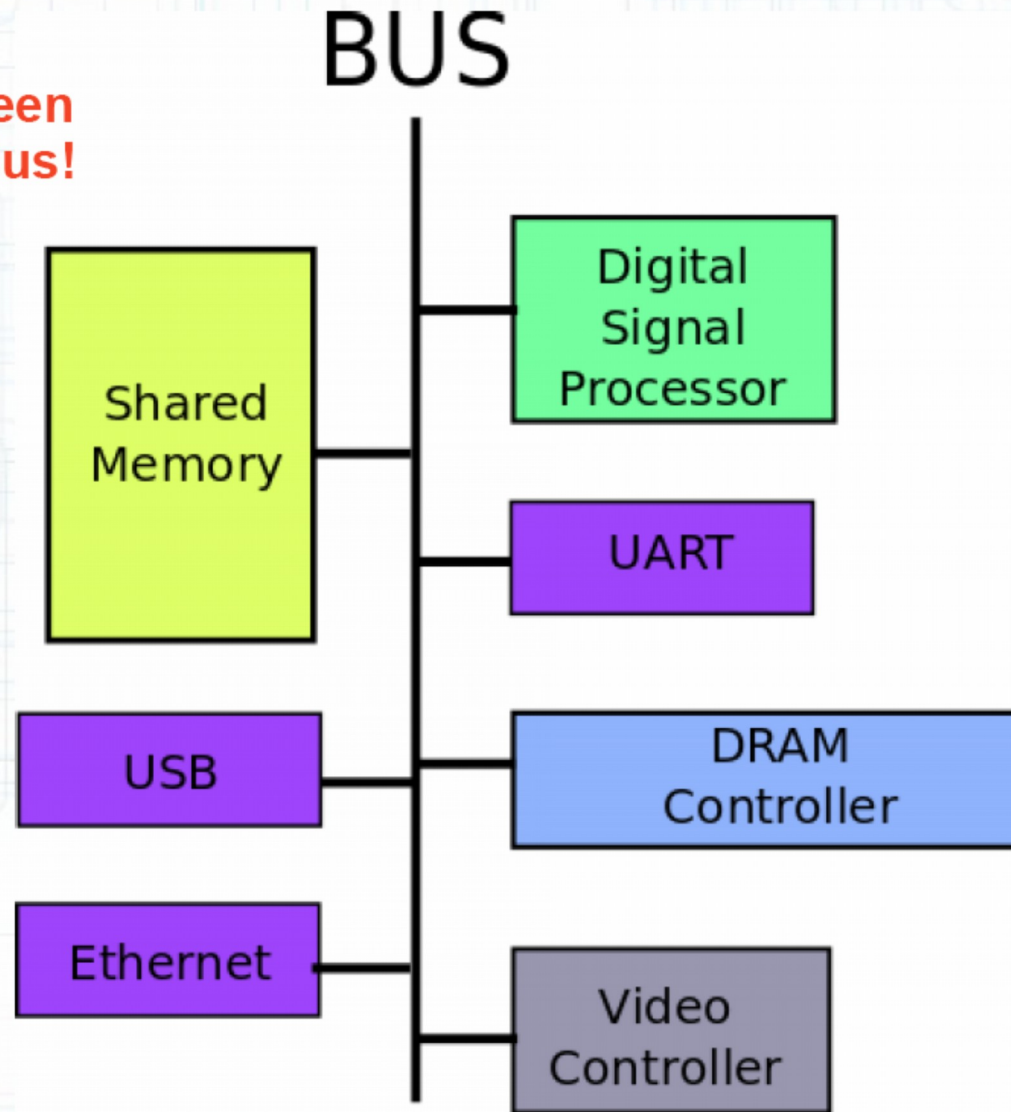 BUS
een
us!
Digital
Signal
Processor
Shared
Memory
UART
USB
DRAM
Controller
Ethernet
Video
Controller